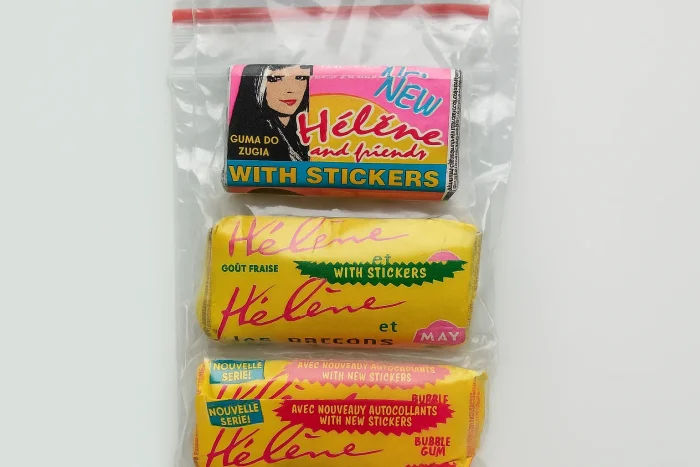 NEW
Hélène
and friends
GUMA DO
ZUGIA
WITH STICKERS
Hélène
et
GOÛT FRAISE
WITH STICKERS
Hélène
et
les garcons
MAY
NOUVELLE
SERIE!
AVEC NOUVEAUX AUTOCOLLANTS
WITH NEW STICKERS
BUBBLE
NOUVELLE
SERIE!
AVEC NOUVEAUX AUTOCOLLANTS
WITH NEW STICKERS
Hélène
BUBBLE
GUM